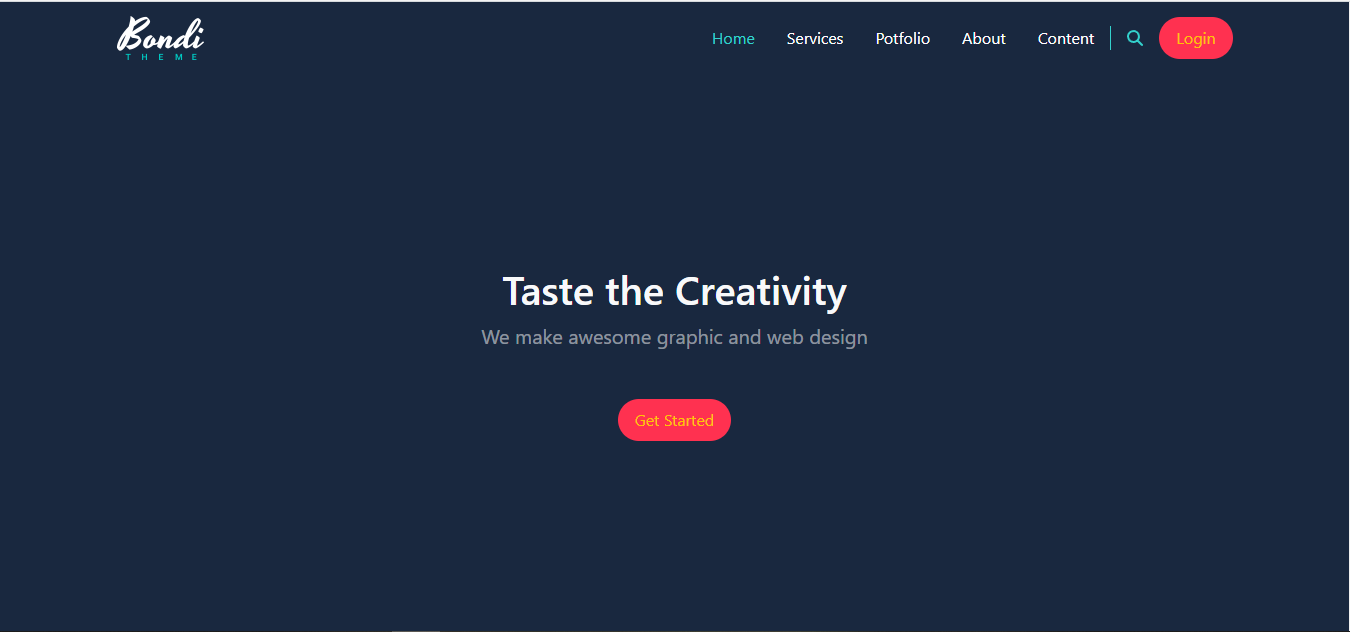 Bondi
THEME
Home Services Potfolio About Content Login
Taste the Creativity
We make awesome graphic and web design
Get Started